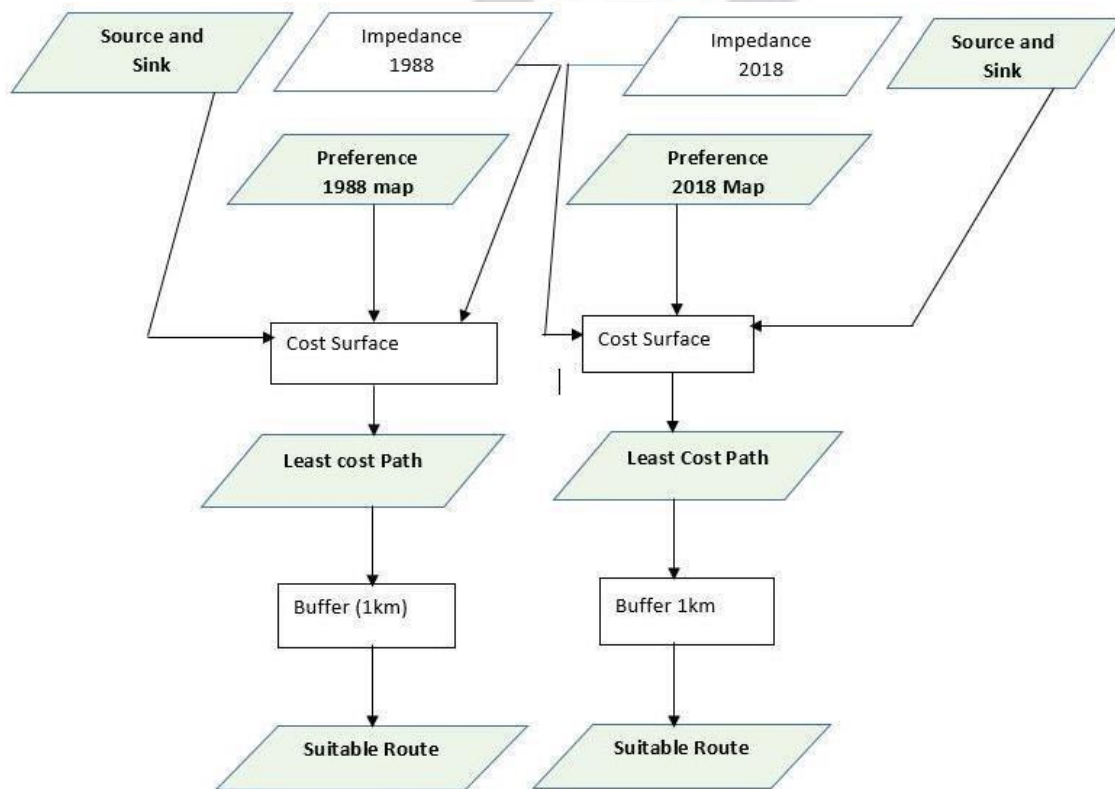 Source and
Sink
Impedance
1988
Impedance
2018
Source and
Sink
Preference
1988 map
Preference
2018 Map
Cost Surface
Cost Surface
Least cost Path
Least Cost Path
Buffer (1km)
Buffer 1km
Suitable Route
Suitable Route